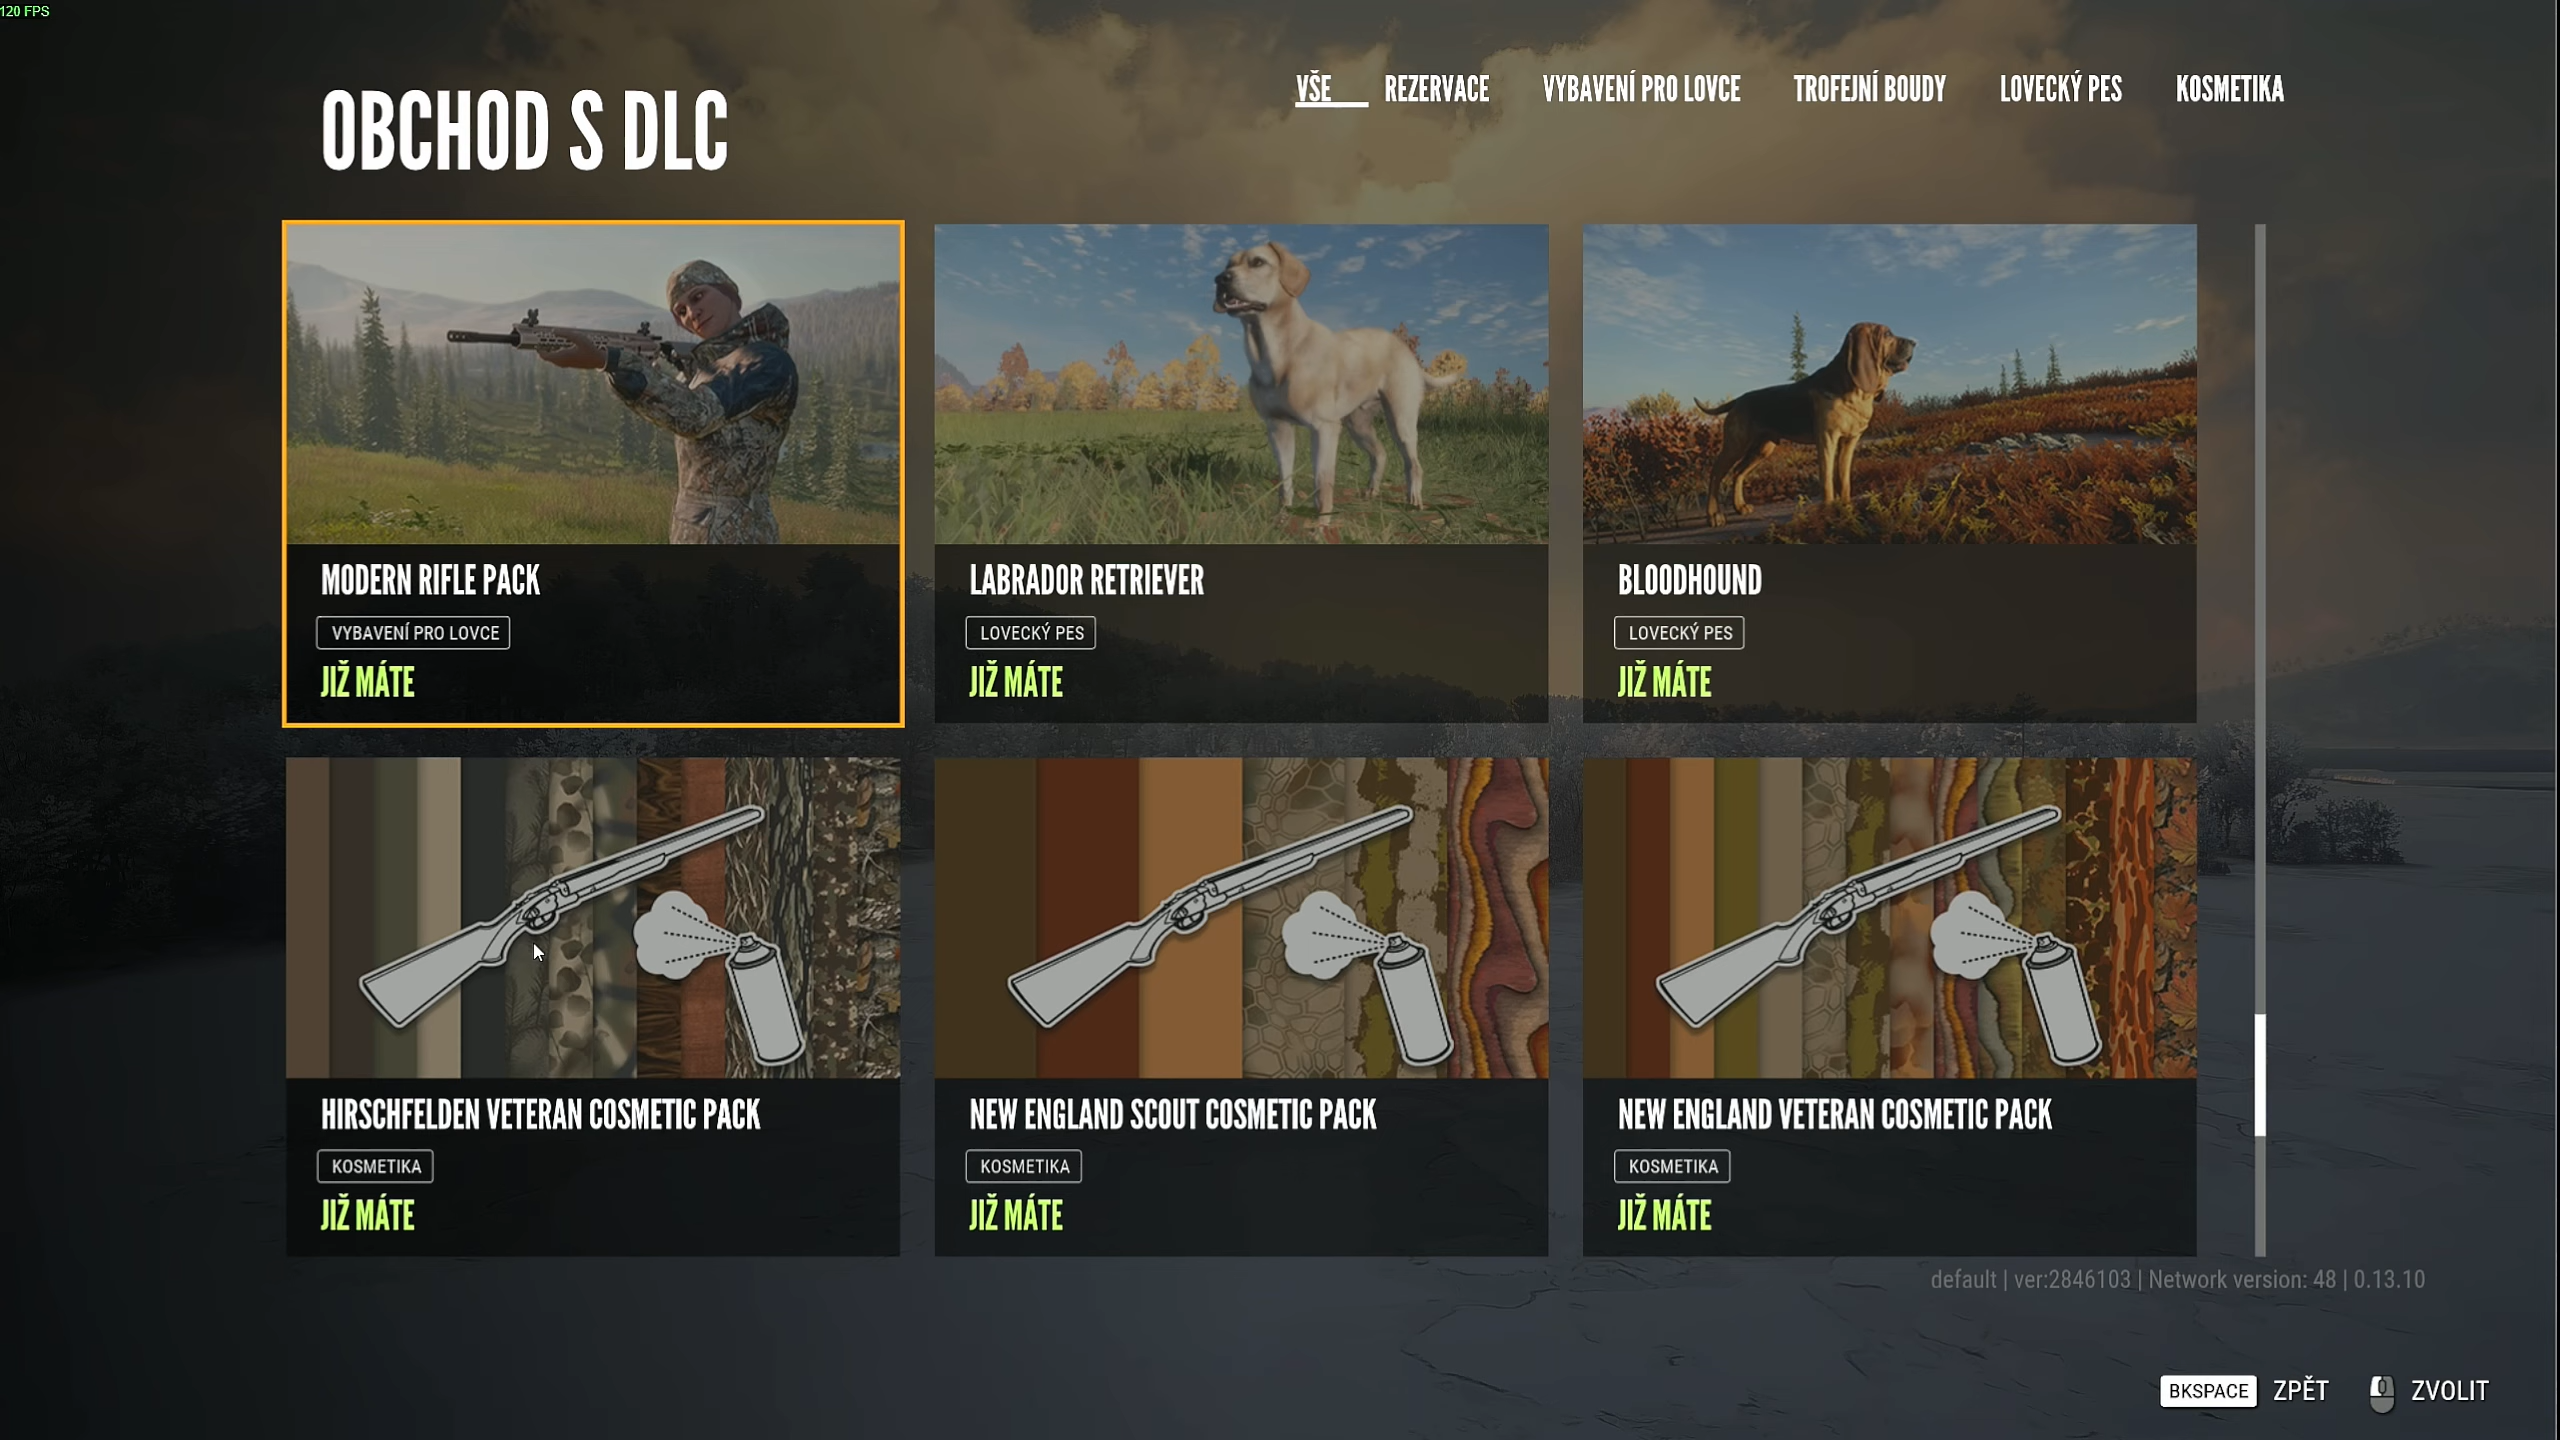 120 FPS
OBCHOD S DLC
VŠE
REZERVACE
VYBAVENÍ PRO LOVCE
TROFEJNÍ BOUDY
LOVECKÝ PES
KOSMETIKA
MODERN RIFLE PACK
VYBAVENÍ PRO LOVCE
JIŽ MÁTE
LABRADOR RETRIEVER
LOVECKÝ PES
JIŽ MÁTE
BLOODHOUND
LOVECKÝ PES
JIŽ MÁTE
HIRSCHFELDEN VETERAN COSMETIC PACK
KOSMETIKA
JIŽ MÁTE
NEW ENGLAND SCOUT COSMETIC PACK
KOSMETIKA
JIŽ MÁTE
NEW ENGLAND VETERAN COSMETIC PACK
KOSMETIKA
JIŽ MÁTE
default | ver:2846103 | Network version: 48 | 0.13.10
BKSPACE ZPĚT ZVOLIT